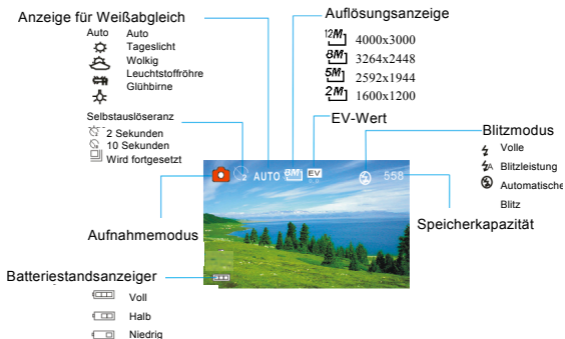 Anzeige für Weißabgleich
Auto Auto
Tageslicht
Wolkig
Leuchtstoffröhre
Glühbirne
Auflösungsanzeige
12M 4000x3000
8M 3264x2448
5M 2592x1944
2M 1600x1200
EV-Wert
Selbstauslöseranz
2 Sekunden
10 Sekunden
Wird fortgesetzt
Blitzmodus
Volle
A Blitzleistung
Automatische
Blitz
2 AUTO 8M EV 558
Aufnahmemodus
Speicherkapazität
Batteriestandsanzeiger
Voll
Halb
Niedrig